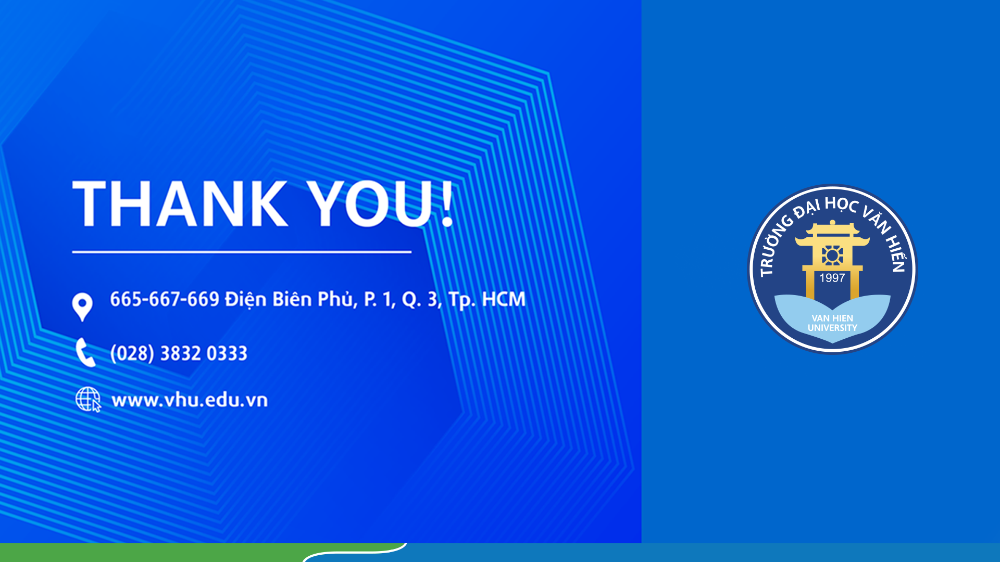 THANK YOU!
665-667-669 Điện Biên Phủ, P. 1, Q. 3, Tp. HCM
(028) 3832 0333
www.vhu.edu.vn
TRƯỜNG ĐẠI HỌC VĂN HIẾN
1997
VAN HIEN
UNIVERSITY